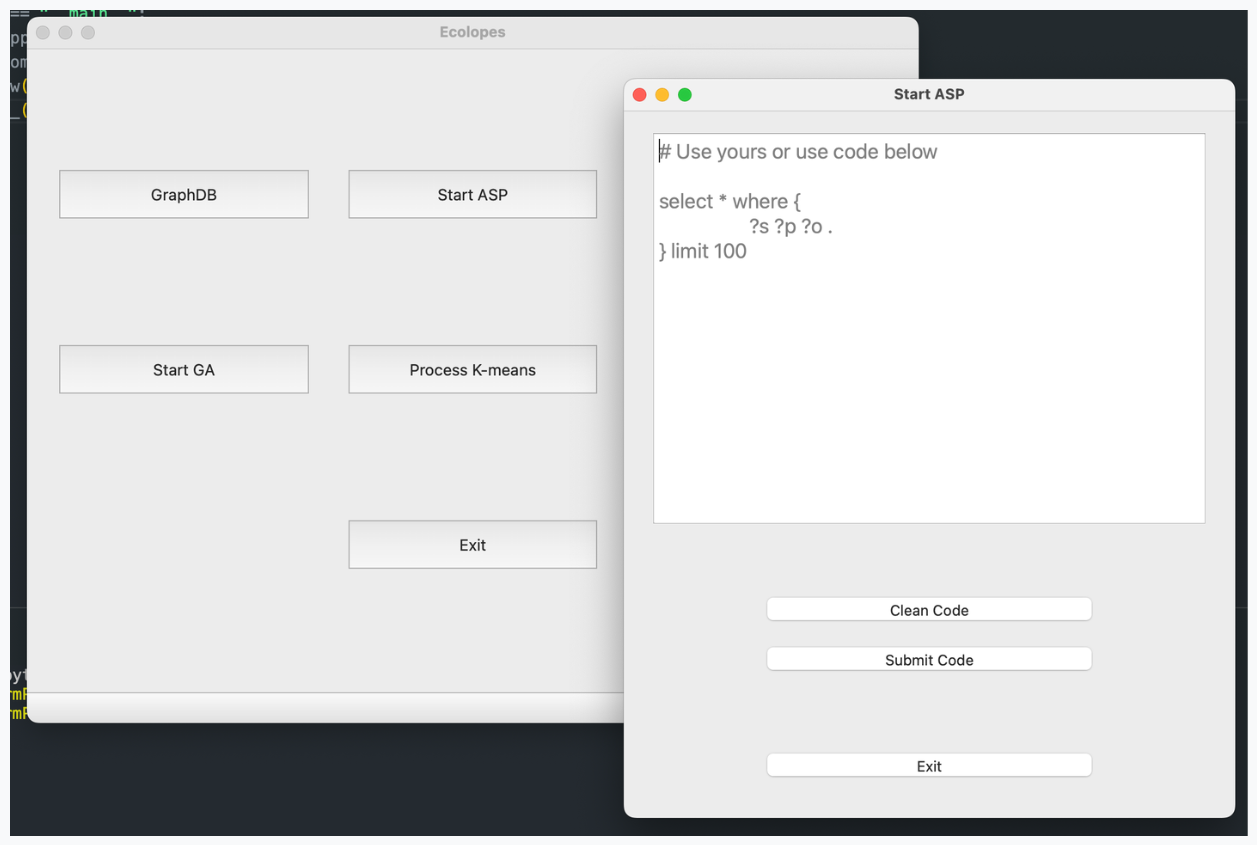 == "__main__":
Ecolopes
GraphDB
Start ASP
Start GA
Process K-means
Exit
Start ASP
# Use yours or use code below
select * where {
?s ?p ?o .
} limit 100
Clean Code
Submit Code
Exit